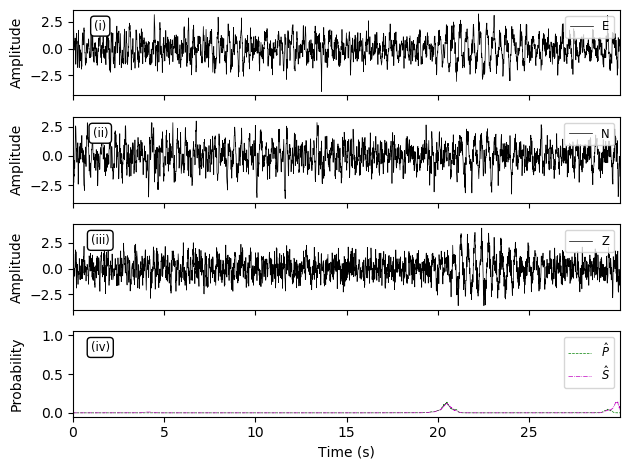 (i)
E
2.5
0.0
−2.5
Amplitude
(ii)
N
2.5
0.0
−2.5
Amplitude
(iii)
Z
2.5
0.0
−2.5
Amplitude
(iv)
P̂
Ŝ
1.0
0.5
0.0
Probability
0 5 10 15 20 25
Time (s)